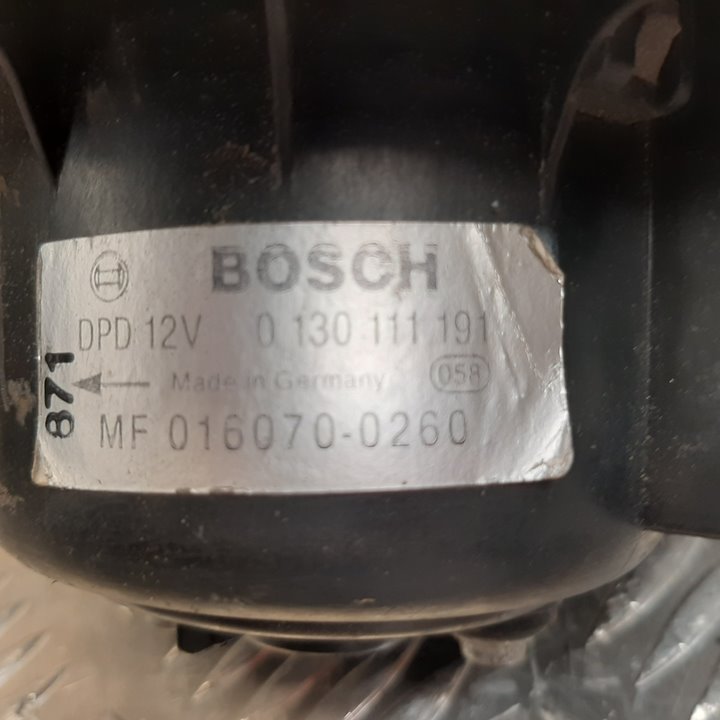 BOSCH
DPD 12V 0 130 111 191
Made in Germany 058
MF 016070-0260
871